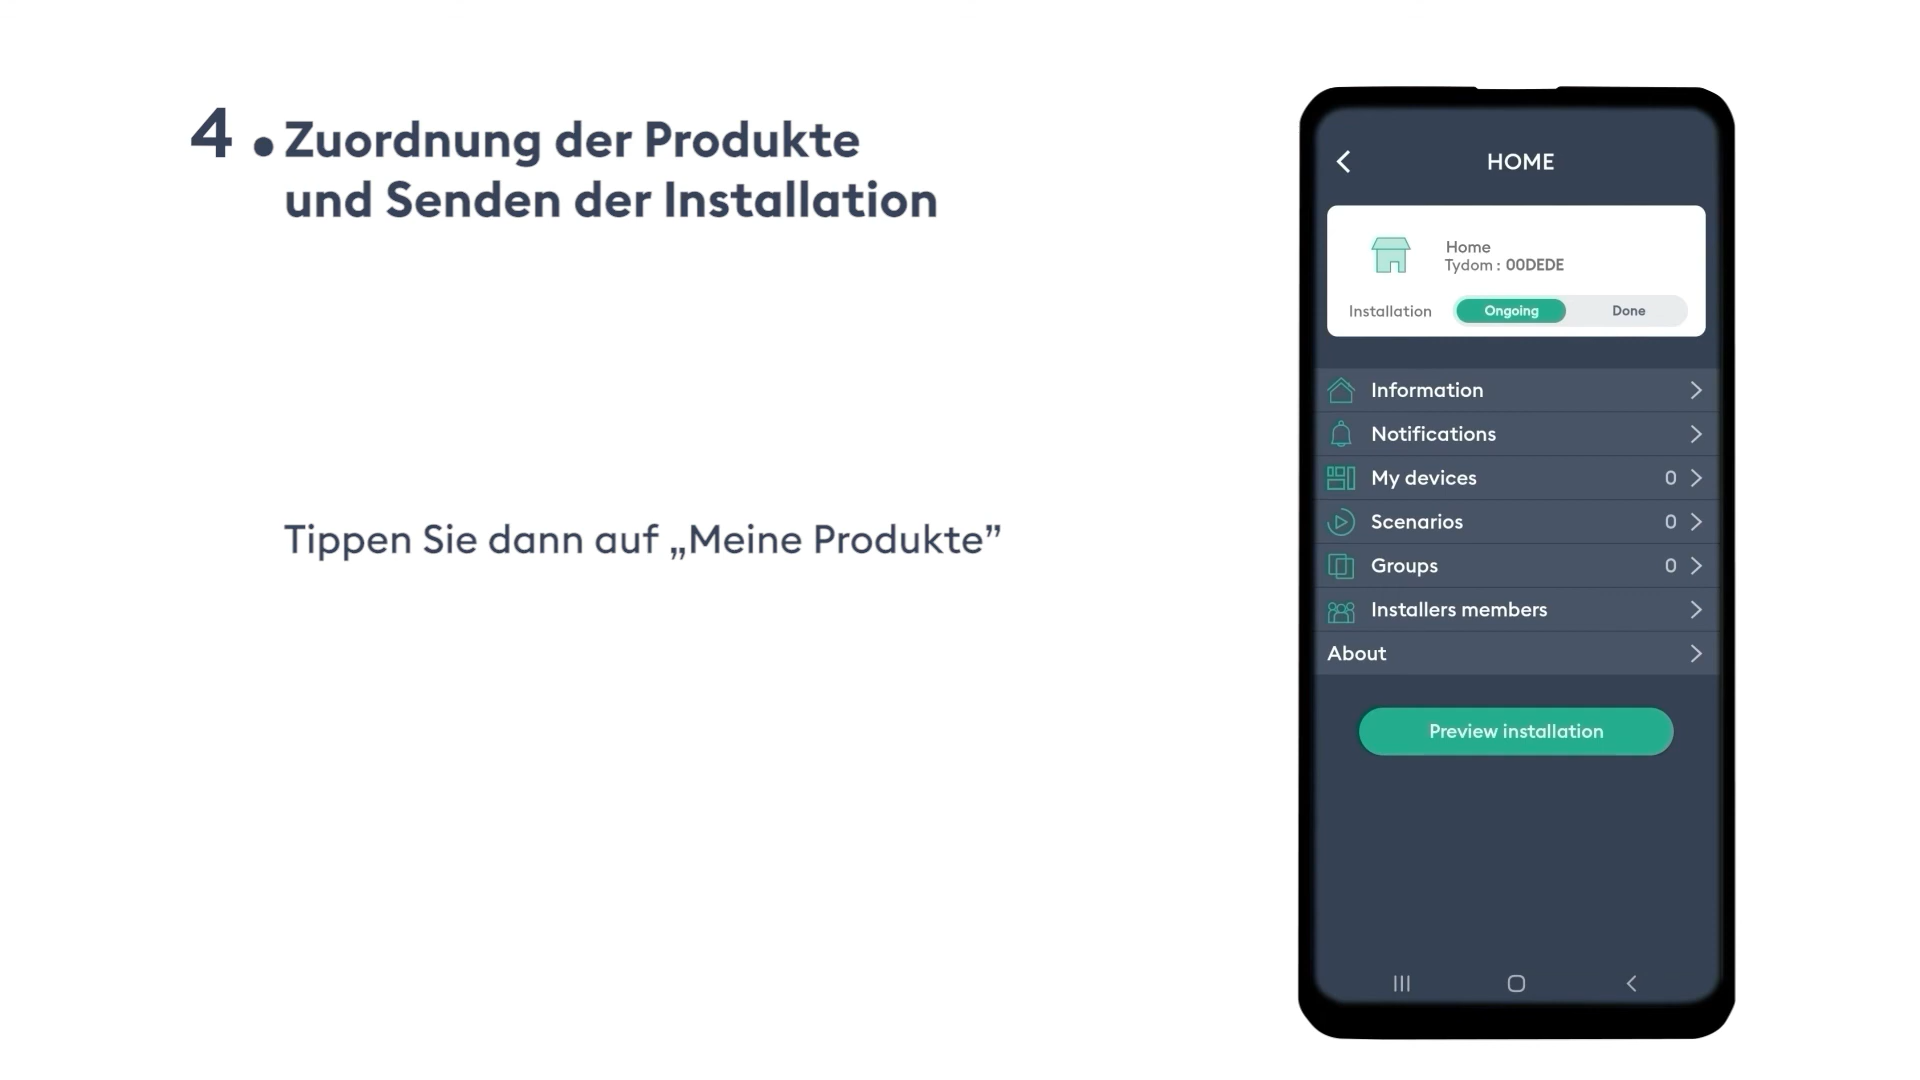 4 • Zuordnung der Produkte
und Senden der Installation
Tippen Sie dann auf „Meine Produkte”
HOME
Home
Tydom : 00DEDE
Installation Ongoing Done
Information
Notifications
My devices 0
Scenarios 0
Groups 0
Installers members
About
Preview installation